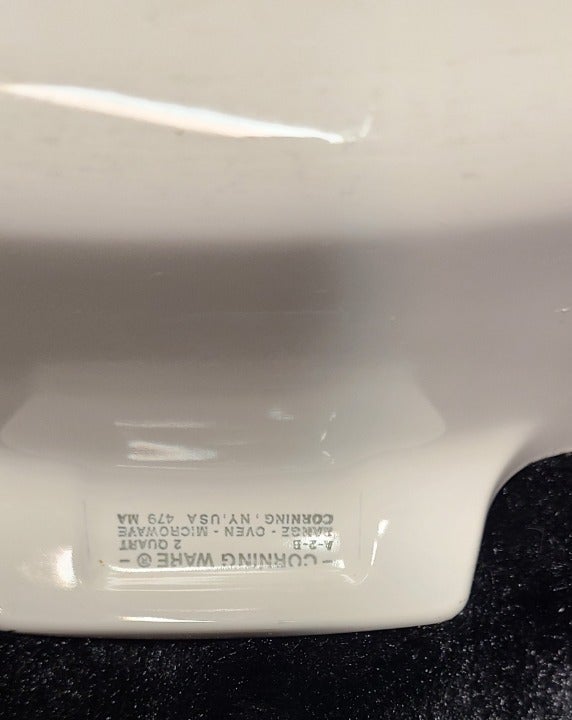 - CORNING WARE ® -
A-2-B 2 QUART
RANGE - OVEN - MICROWAVE
CORNING, NY, USA 479 MA